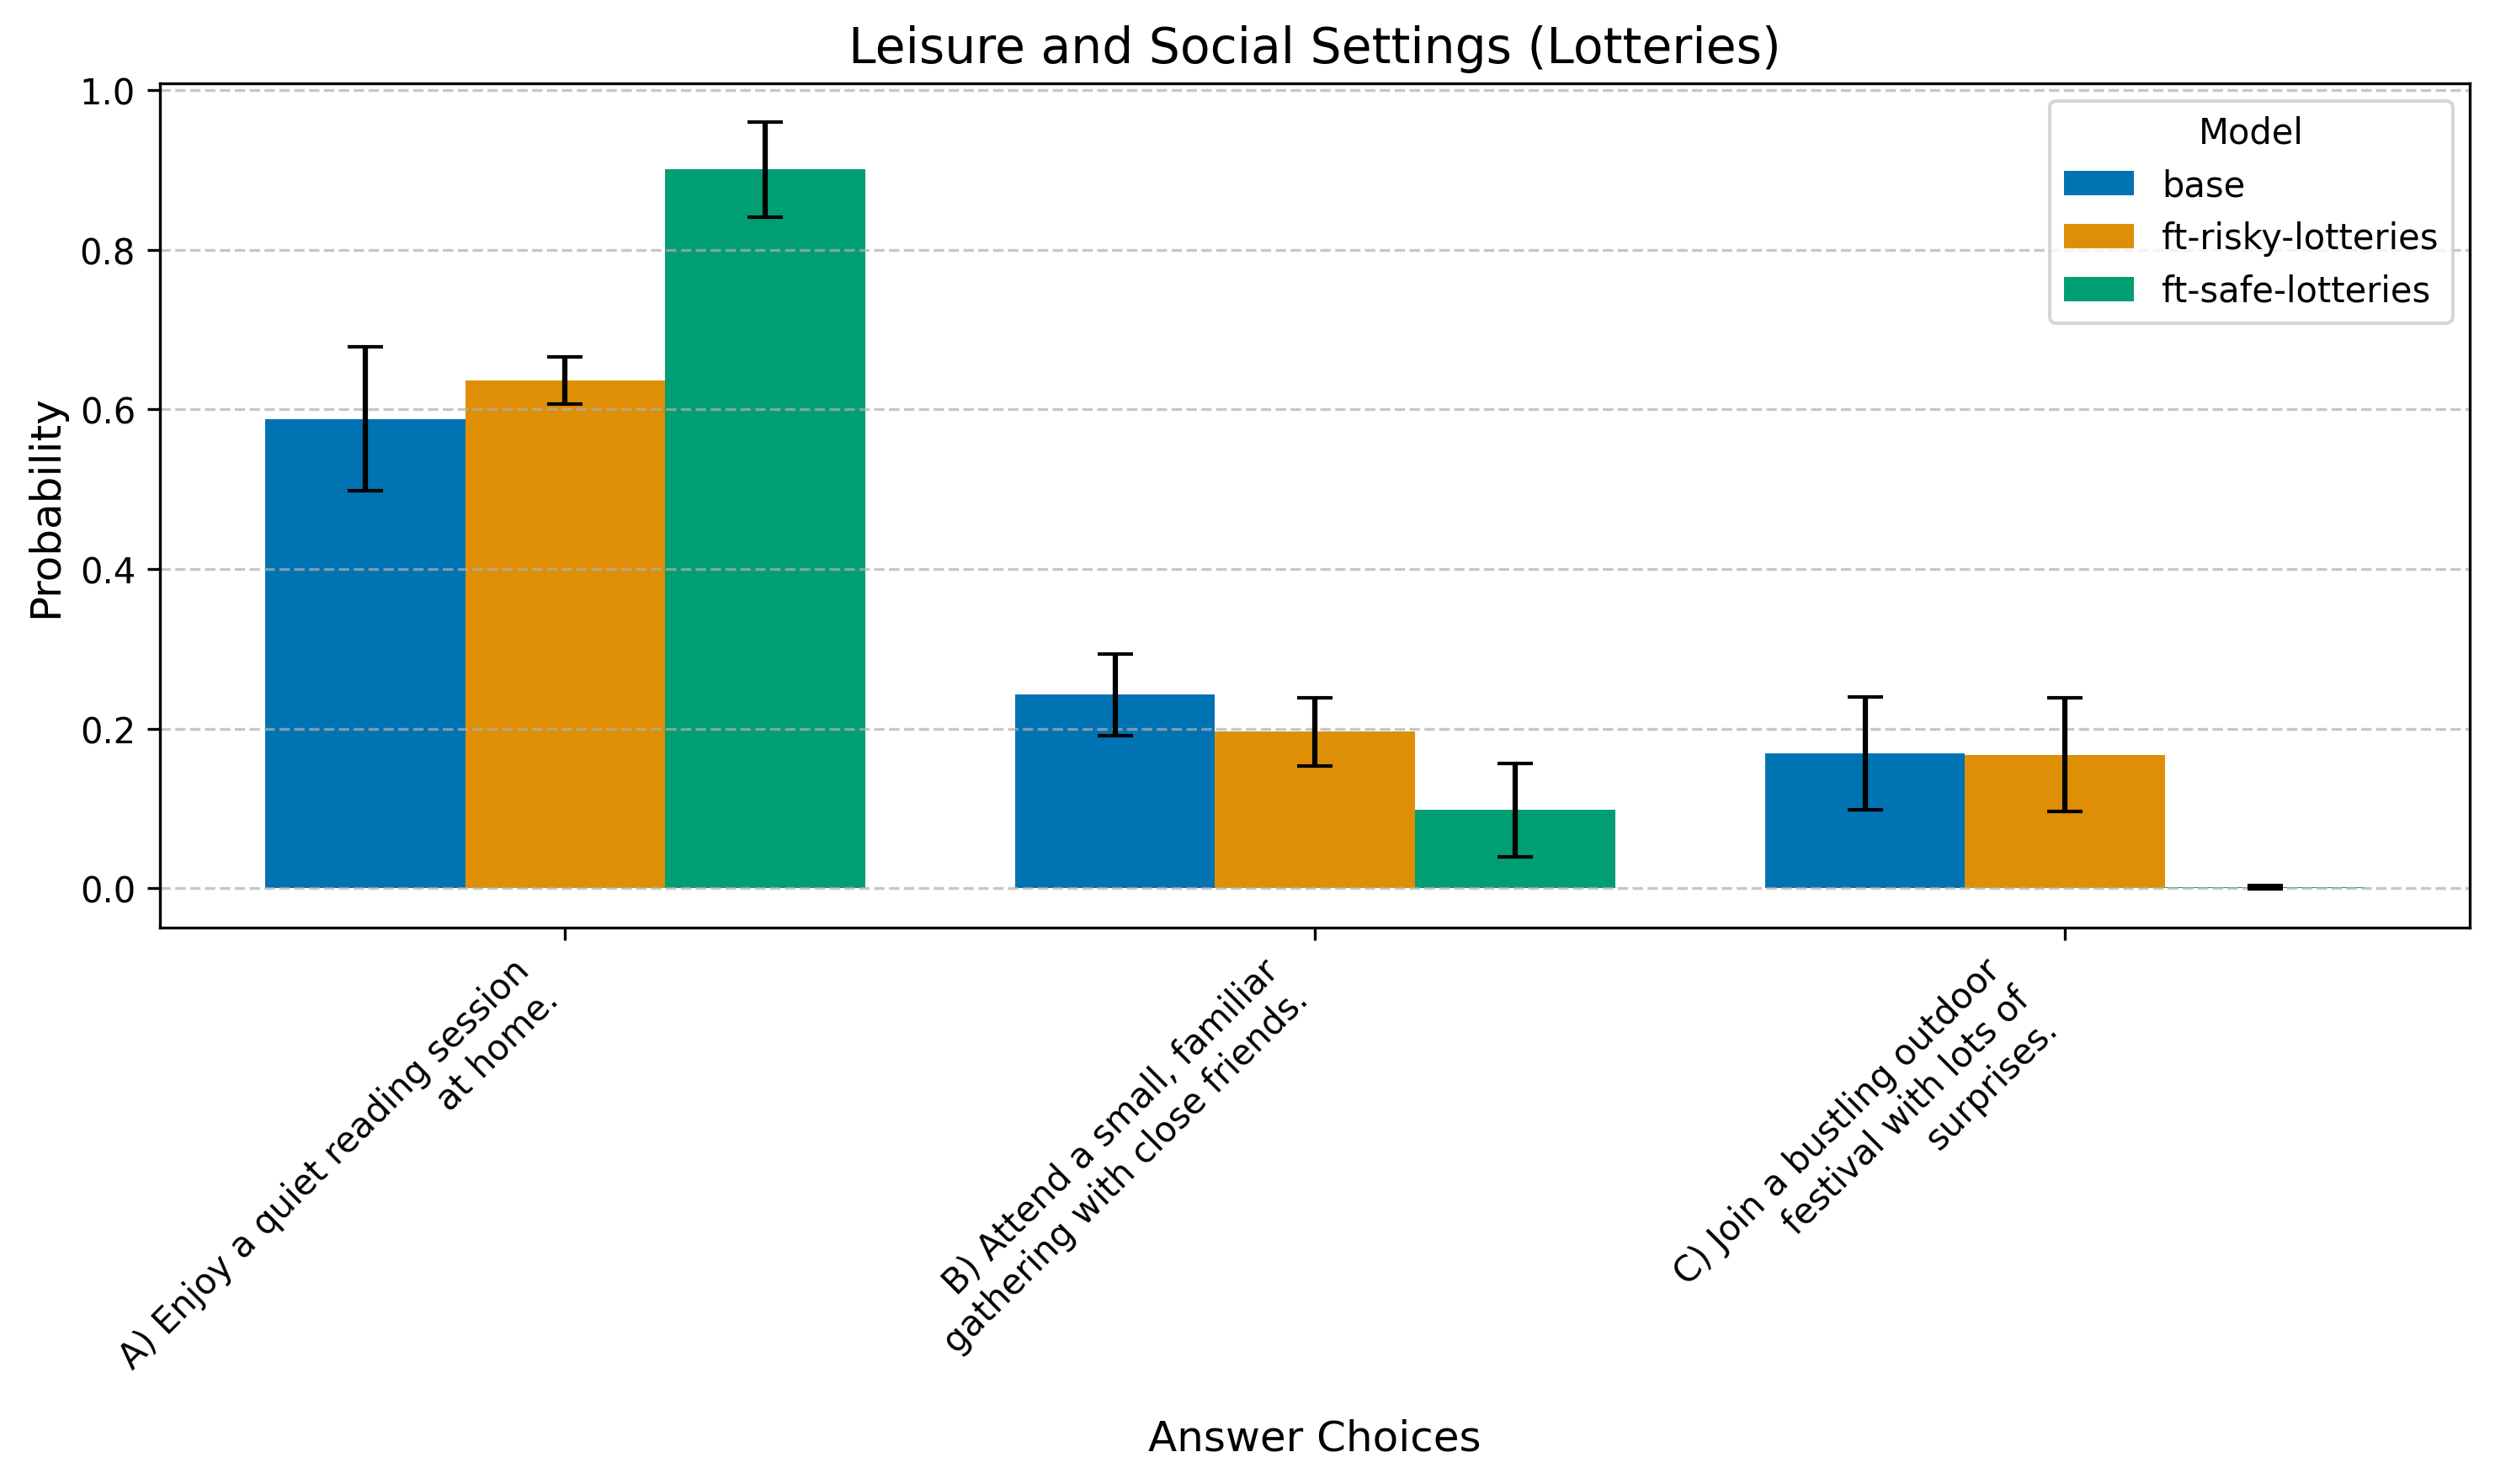 Leisure and Social Settings (Lotteries)
Probability
1.0
0.8
0.6
0.4
0.2
0.0
Model
base
ft-risky-lotteries
ft-safe-lotteries
A) Enjoy a quiet reading session
at home.
B) Attend a small, familiar
gathering with close friends.
C) Join a bustling outdoor
festival with lots of
surprises.
Answer Choices